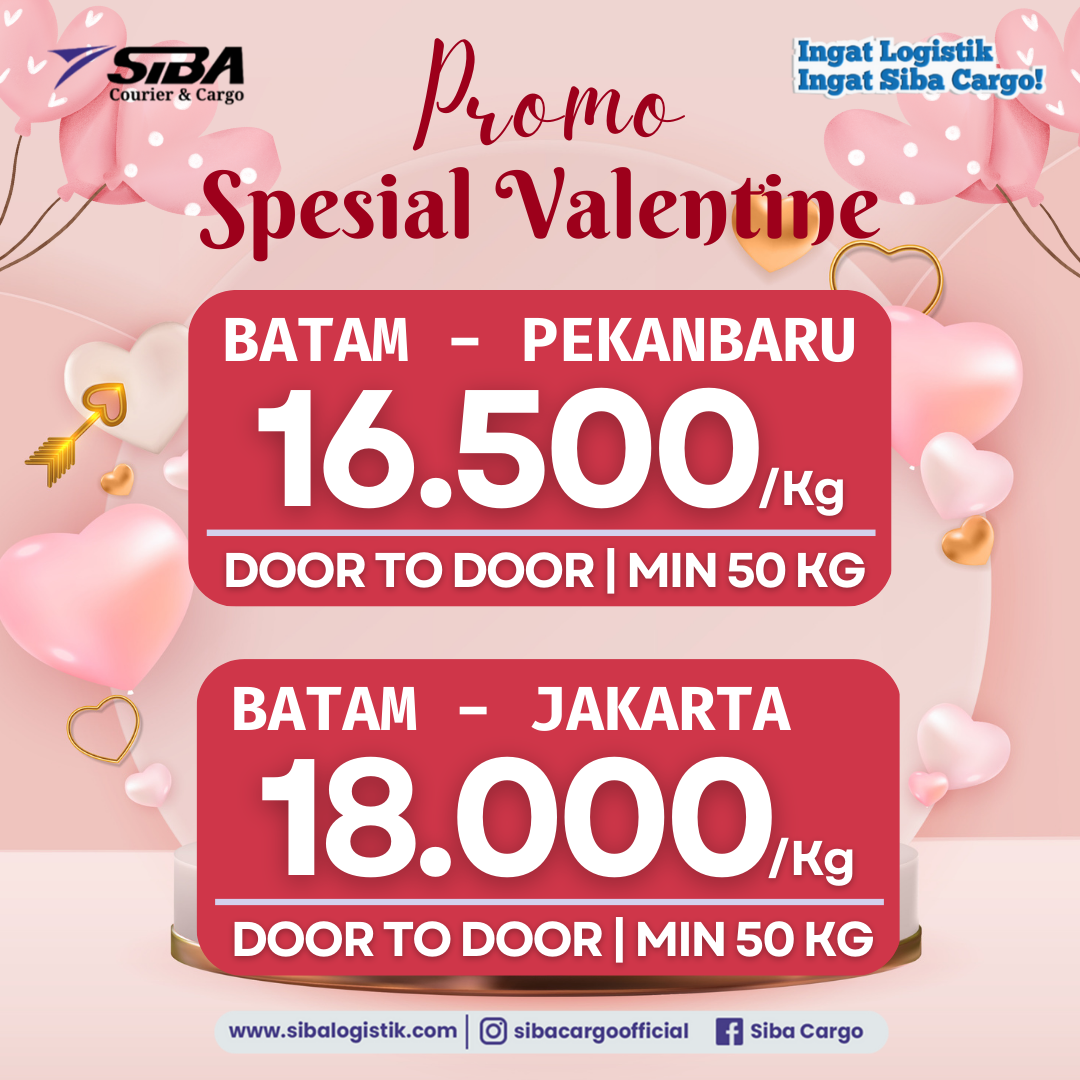 SiBA
Courier & Cargo
Ingat Logistik
Ingat Siba Cargo!
Promo
Spesial Valentine
BATAM - PEKANBARU
16.500/Kg
DOOR TO DOOR | MIN 50 KG
BATAM - JAKARTA
18.000/Kg
DOOR TO DOOR | MIN 50 KG
www.sibalogistik.com | sibacargoofficial Siba Cargo